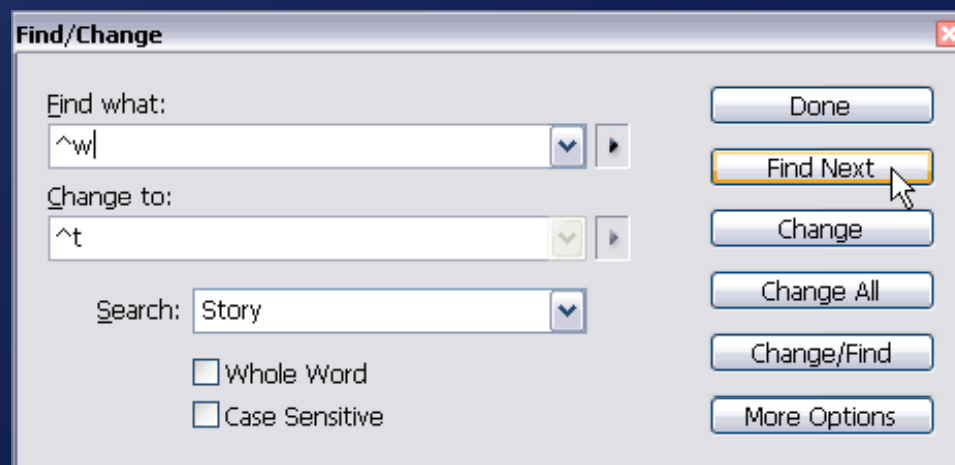 Find/Change
Find what:
^w
Change to:
^t
Search: Story
Whole Word
Case Sensitive
Done
Find Next
Change
Change All
Change/Find
More Options